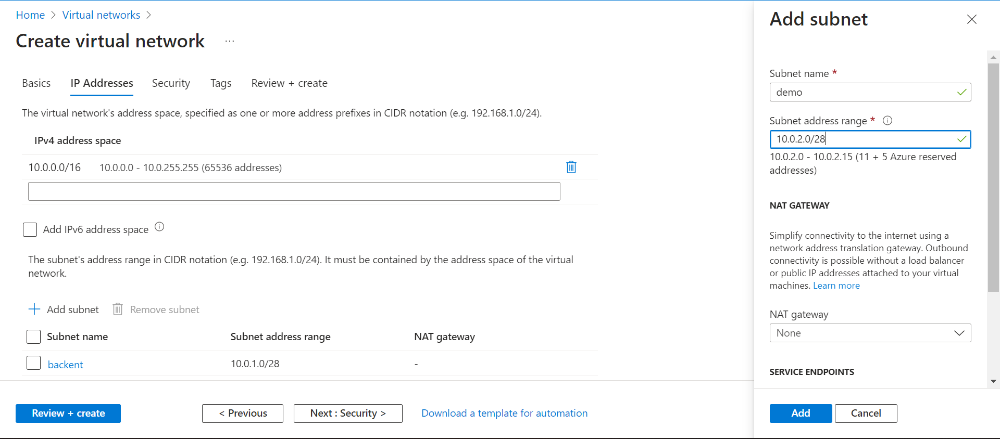 Home > Virtual networks >
Create virtual network ...
Basics IP Addresses Security Tags Review + create
The virtual network's address space, specified as one or more address prefixes in CIDR notation (e.g. 192.168.1.0/24).
IPv4 address space
10.0.0.0/16 10.0.0.0 - 10.0.255.255 (65536 addresses)
Add IPv6 address space
The subnet's address range in CIDR notation (e.g. 192.168.1.0/24). It must be contained by the address space of the virtual
network.
Add subnet Remove subnet
Subnet name Subnet address range NAT gateway
backent 10.0.1.0/28 -
Review + create < Previous Next : Security > Download a template for automation
Add subnet
Subnet name *
demo
Subnet address range *
10.0.2.0/28
10.0.2.0 - 10.0.2.15 (11 + 5 Azure reserved
addresses)
NAT GATEWAY
Simplify connectivity to the internet using a
network address translation gateway. Outbound
connectivity is possible without a load balancer
or public IP addresses attached to your virtual
machines. Learn more
NAT gateway
None
SERVICE ENDPOINTS
Add Cancel